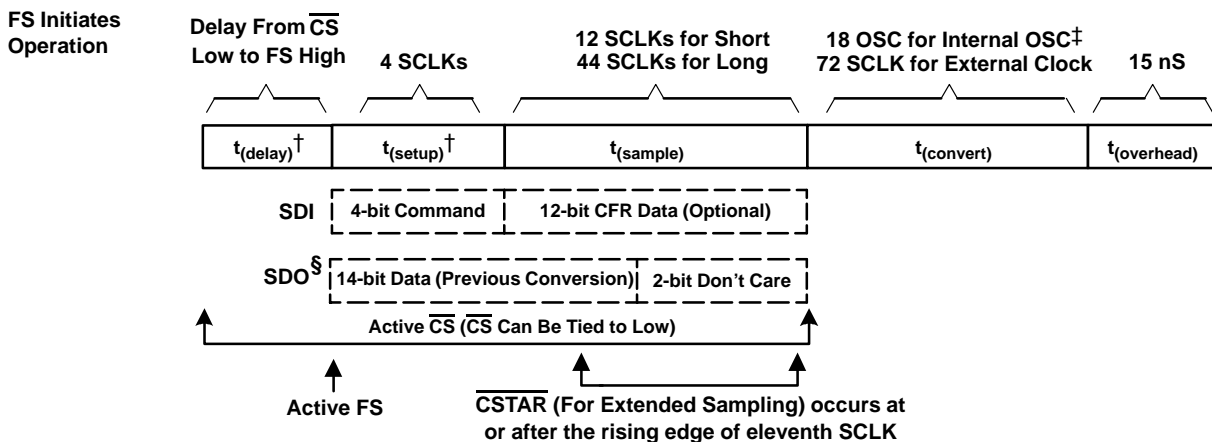 FS Initiates
Operation
Delay From CS
Low to FS High
4 SCLKs
12 SCLKs for Short
44 SCLKs for Long
18 OSC for Internal OSC‡
72 SCLK for External Clock
15 nS
t(delay)† t(setup)† t(sample) t(convert) t(overhead)
SDI 4-bit Command 12-bit CFR Data (Optional)
SDO§ 14-bit Data (Previous Conversion) 2-bit Don't Care
Active CS (CS Can Be Tied to Low)
Active FS
CSTAR (For Extended Sampling) occurs at
or after the rising edge of eleventh SCLK